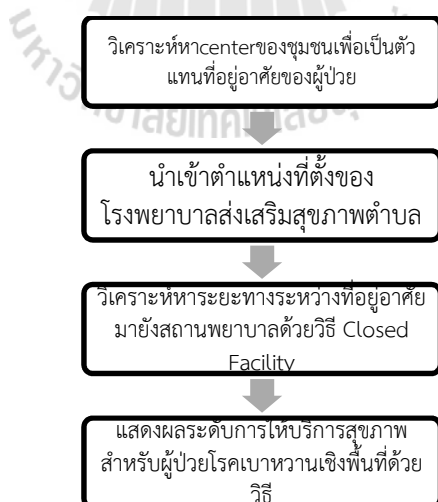 วิเคราะห์หาcenterของชุมชนเพื่อเป็นตัว
แทนที่อยู่อาศัยของผู้ป่วย
นำเข้าตำแหน่งที่ตั้งของ
โรงพยาบาลส่งเสริมสุขภาพตำบล
วิเคราะห์หาระยะทางระหว่างที่อยู่อาศัย
มายังสถานพยาบาลด้วยวิธี Closed
Facility
แสดงผลระดับการให้บริการสุขภาพ
สำหรับผู้ป่วยโรคเบาหวานเชิงพื้นที่ด้วย
วิธี